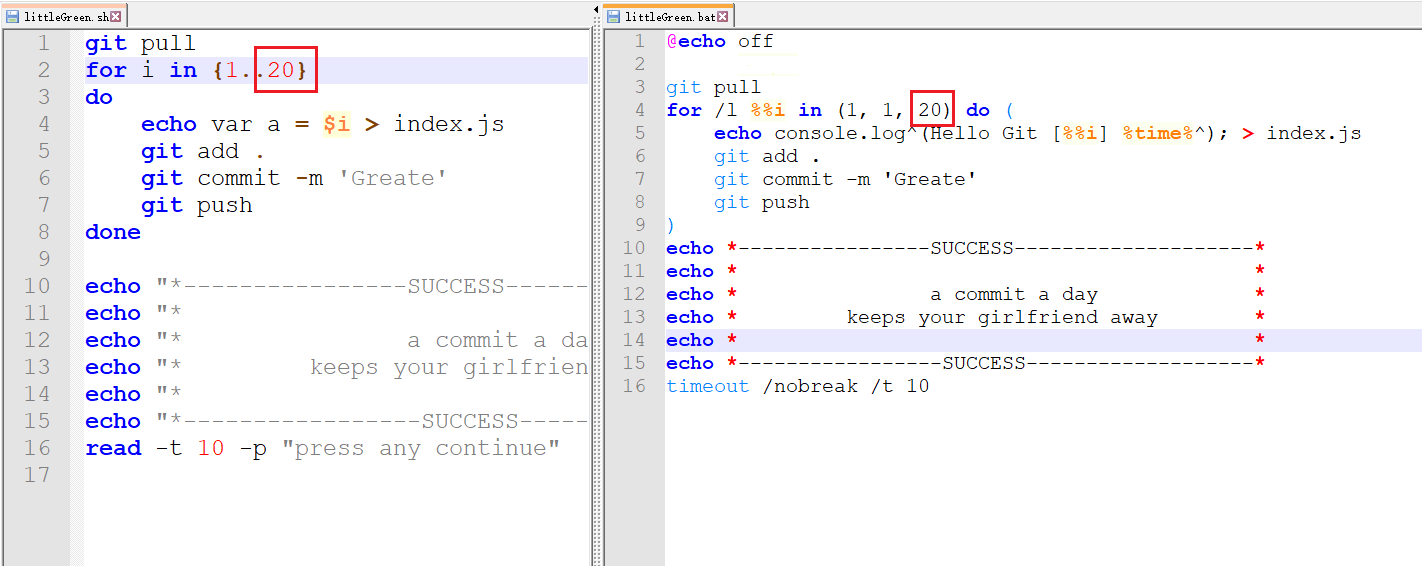 littleGreen.sh
1 git pull
2 for i in {1..20}
3 do
4     echo var a = $i > index.js
5     git add .
6     git commit -m 'Greate'
7     git push
8 done
9
10 echo "*----------------SUCCESS------
11 echo "*
12 echo "*                a commit a da
13 echo "*         keeps your girlfrien
14 echo "*
15 echo "*-----------------SUCCESS-----
16 read -t 10 -p "press any continue"
17
littleGreen.bat
1 @echo off
2
3 git pull
4 for /l %%i in (1, 1, 20) do (
5     echo console.log^(Hello Git [%%i] %time%^); > index.js
6     git add .
7     git commit -m 'Greate'
8     git push
9 )
10 echo *----------------SUCCESS--------------------*
11 echo *                                           *
12 echo *                a commit a day             *
13 echo *         keeps your girlfriend away        *
14 echo *                                           *
15 echo *-----------------SUCCESS-------------------*
16 timeout /nobreak /t 10